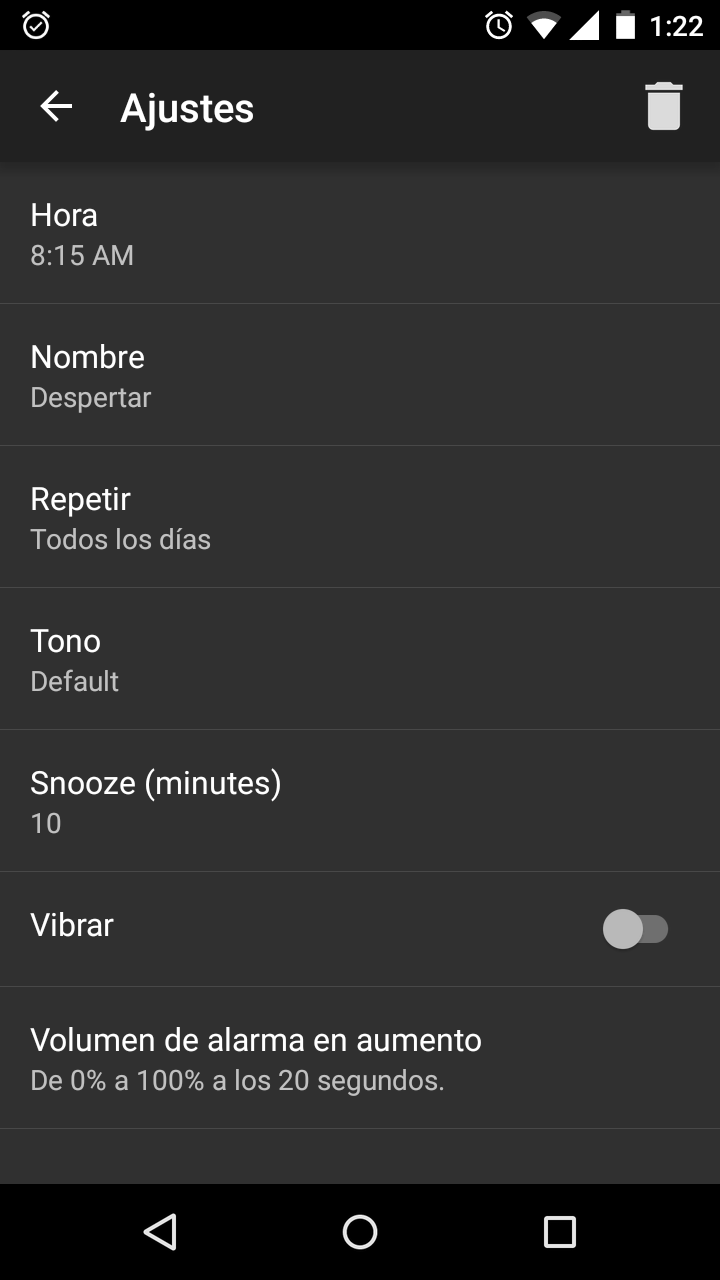 1:22
Ajustes
Hora
8:15 AM
Nombre
Despertar
Repetir
Todos los días
Tono
Default
Snooze (minutes)
10
Vibrar
Volumen de alarma en aumento
De 0% a 100% a los 20 segundos.